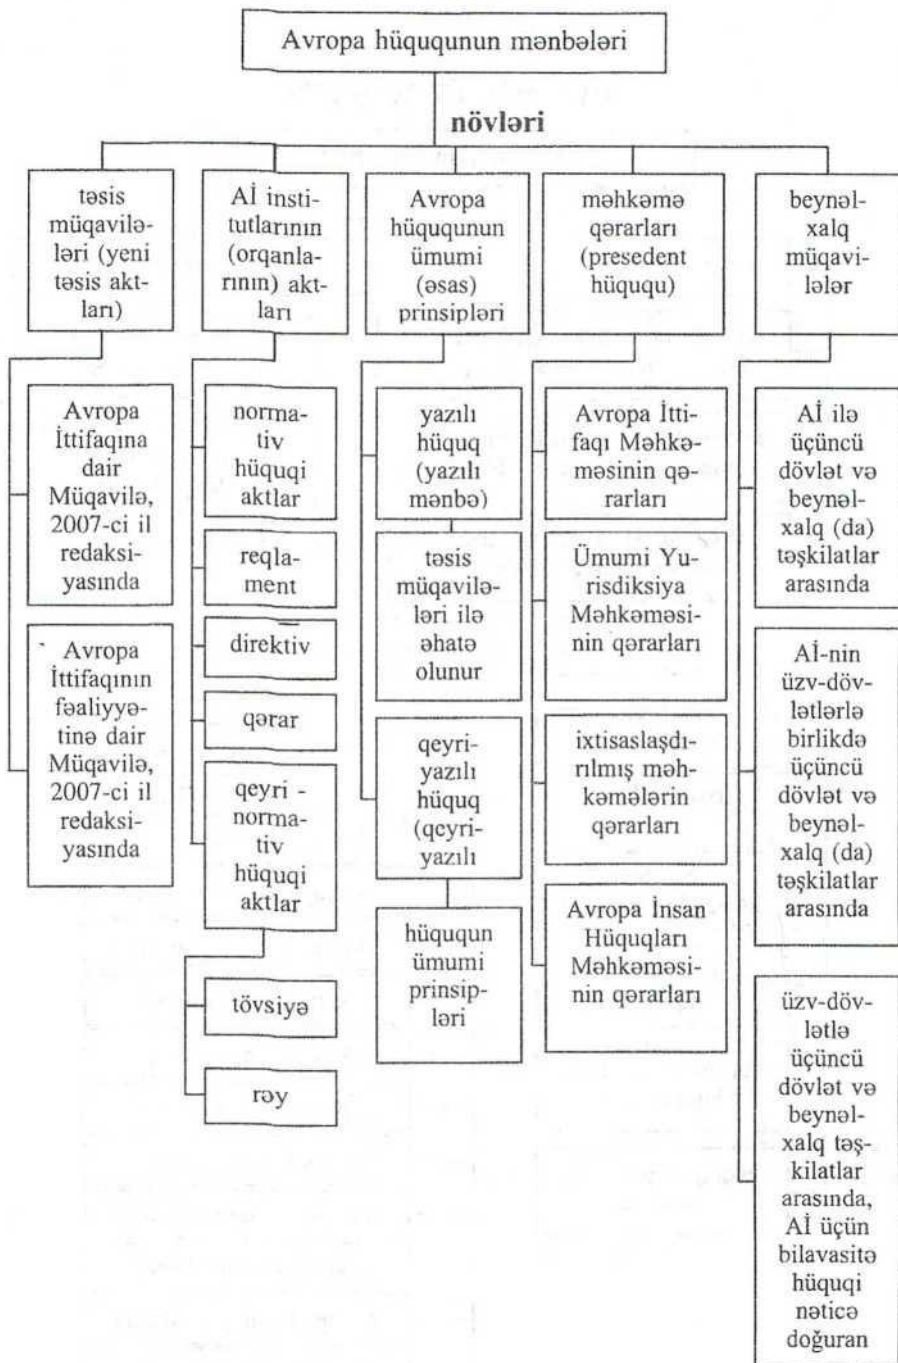 Avropa hüququnun mənbələri
növləri
təsis
müqavilə-
ləri (yeni
təsis akt-
ları)
Aİ insti-
tutlarının
(orqanla-
rının) akt-
ları
Avropa
hüququnun
ümumi
(əsas)
prinsipləri
məhkəmə
qərarları
(presedent
hüququ)
beynəl-
xalq
müqavi-
lələr
Avropa
İttifaqına
dair
Müqavilə,
2007-ci il
redaksi-
yasında
Avropa
İttifaqının
fəaliyyə-
tinə dair
Müqavilə,
2007-ci il
redaksi-
yasında
norma-
tiv
hüquqi
aktlar
reqla-
ment
direktiv
qərar
qeyri -
norma-
tiv
hüquqi
aktlar
tövsiyə
rəy
yazılı
hüquq
(yazılı
mənbə)
təsis
müqavilə-
ləri ilə
əhatə
olunur
qeyri-
yazılı
hüquq
(qeyri-
yazılı
hüququn
ümumi
prinsip-
ləri
Avropa İtti-
faqı Məhkə-
məsinin qə-
rarları
Ümumi Yu-
risdiksiya
Məhkəməsi-
nin qərarları
ixtisaslaşdı-
rılmış məh-
kəmələrin
qərarları
Avropa İnsan
Hüquqları
Məhkəməsi-
nin qərarları
Aİ ilə
üçüncü
dövlət və
beynəl-
xalq (da)
təşkilatlar
arasında
Aİ-nin
üzv-döv-
lətlərlə
birlikdə
üçüncü
dövlət və
beynəl-
xalq (da)
təşkilatlar
arasında
üzv-döv-
lətlə
üçüncü
dövlət və
beynəl-
xalq təş-
kilatlar
arasında,
Aİ üçün
bilavasitə
hüquqi
nəticə
doğuran